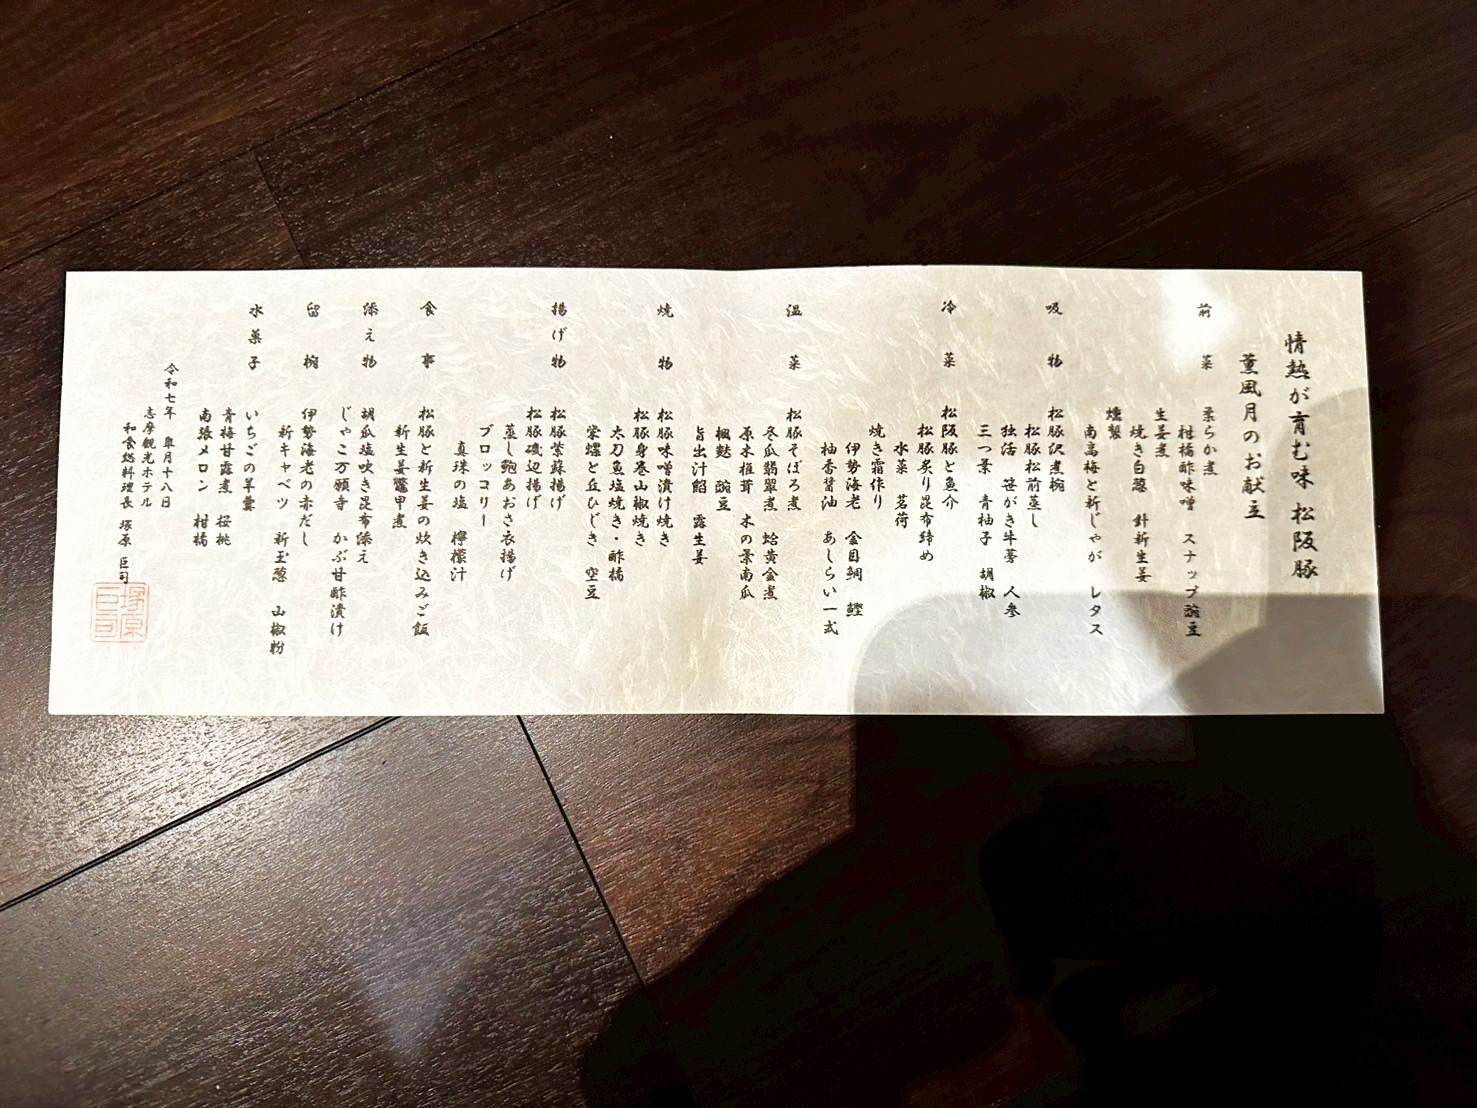 情熱が育む味 松阪豚
薫風月のお献立
前菜
柔らか煮
柑橘酢味噌 スナップ豌豆
生姜煮
焼き白葱 針新生姜
燻製
南高梅と新じゃが レタス
吸物
松豚沢煮椀
松豚松前蒸し
独活 笹がき牛蒡 人参
三つ葉 青柚子 胡椒
冷菜
松阪豚と魚介
松豚炙り昆布締め
水菜 茗荷
焼き霜作り
伊勢海老 金目鯛 鰹
柚香醤油 あしらい一式
温菜
松豚そぼろ煮
冬瓜翡翠煮 蛤黄金煮
原木椎茸 木の葉南瓜
楓麩 豌豆
旨出汁餡 露生姜
焼物
松豚味噌漬け焼き
松豚身巻山椒焼き
太刀魚塩焼き・酢橘
栄螺と丘ひじき 空豆
揚げ物
松豚紫蘇揚げ
松豚磯辺揚げ
蒸し鮑あおさ衣揚げ
ブロッコリー
真珠の塩 檸檬汁
食事
松豚と新生姜の炊き込みご飯
新生姜鼈甲煮
添え物
胡瓜塩吹き昆布添え
じゃこ万願寺 かぶ甘酢漬け
留椀
伊勢海老の赤だし
新キャベツ 新玉葱 山椒粉
水菓子
いちごの羊羹
青梅甘露煮 桜桃
南張メロン 柑橘
令和七年 皐月十八日
志摩観光ホテル
和食総料理長 塚原 巨司
塚原
巨司